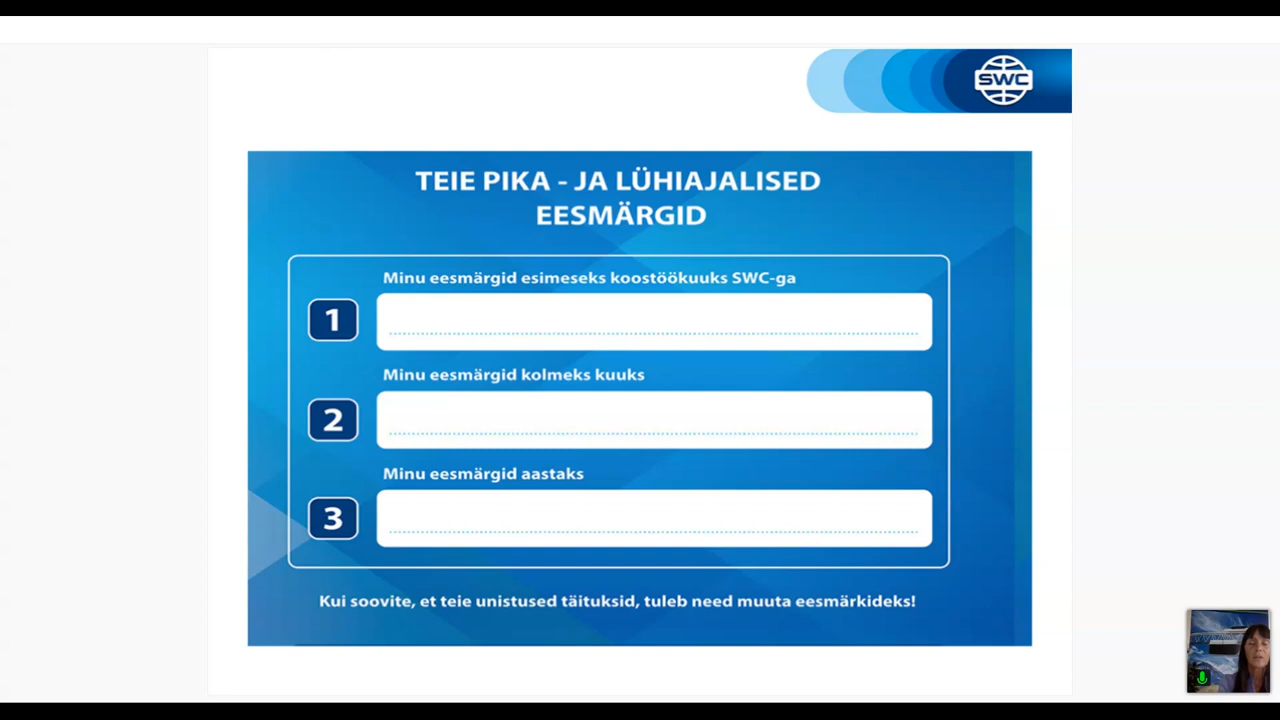 SWC
TEIE PIKA - JA LÜHIAJALISED
EESMÄRGID
Minu eesmärgid esimeseks koostöökuuks SWC-ga
1
Minu eesmärgid kolmeks kuuks
2
Minu eesmärgid aastaks
3
Kui soovite, et teie unistused täituksid, tuleb need muuta eesmärkideks!